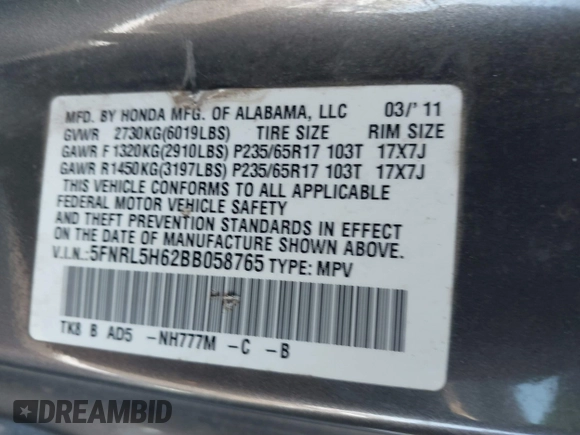 MFD. BY HONDA MFG. OF ALABAMA, LLC 03/'11
GVWR 2730KG(6019LBS) TIRE SIZE RIM SIZE
GAWR F 1320KG(2910LBS) P235/65R17 103T 17X7J
GAWR R1450KG(3197LBS) P235/65R17 103T 17X7J
THIS VEHICLE CONFORMS TO ALL APPLICABLE
FEDERAL MOTOR VEHICLE SAFETY
AND THEFT PREVENTION STANDARDS IN EFFECT
ON THE DATE OF MANUFACTURE SHOWN ABOVE.
V.I.N.: 5FNRL5H62BB058765 TYPE: MPV
TK8 B AD5 -NH777M -C -B
DREAMBID